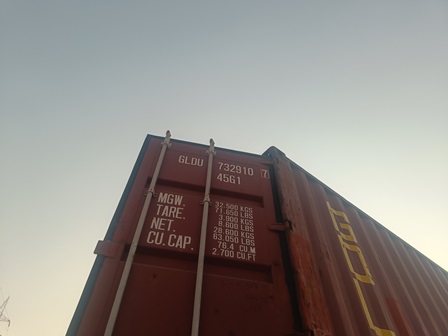 GLDU 732910 7
45G1
MGW. 32.500 KGS
71.650 LBS
TARE. 3.900 KGS
8.600 LBS
NET. 28.600 KGS
63.050 LBS
CU.CAP. 76.4 CU.M
2.700 CU.FT